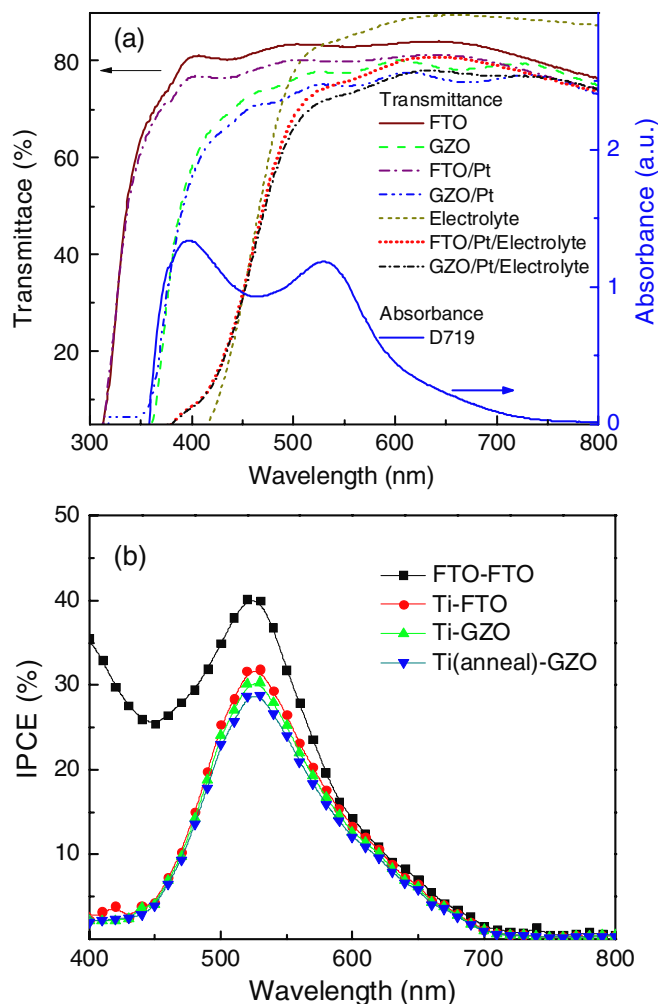 (a)
80
60
40
20
Transmittace (%)
Transmittance
FTO
GZO
FTO/Pt
GZO/Pt
Electrolyte
FTO/Pt/Electrolyte
GZO/Pt/Electrolyte
Absorbance
D719
2
1
0
Absorbance (a.u.)
300 400 500 600 700 800
Wavelength (nm)
(b)
50
40
30
20
10
IPCE (%)
FTO-FTO
Ti-FTO
Ti-GZO
Ti(anneal)-GZO
400 500 600 700 800
Wavelength (nm)